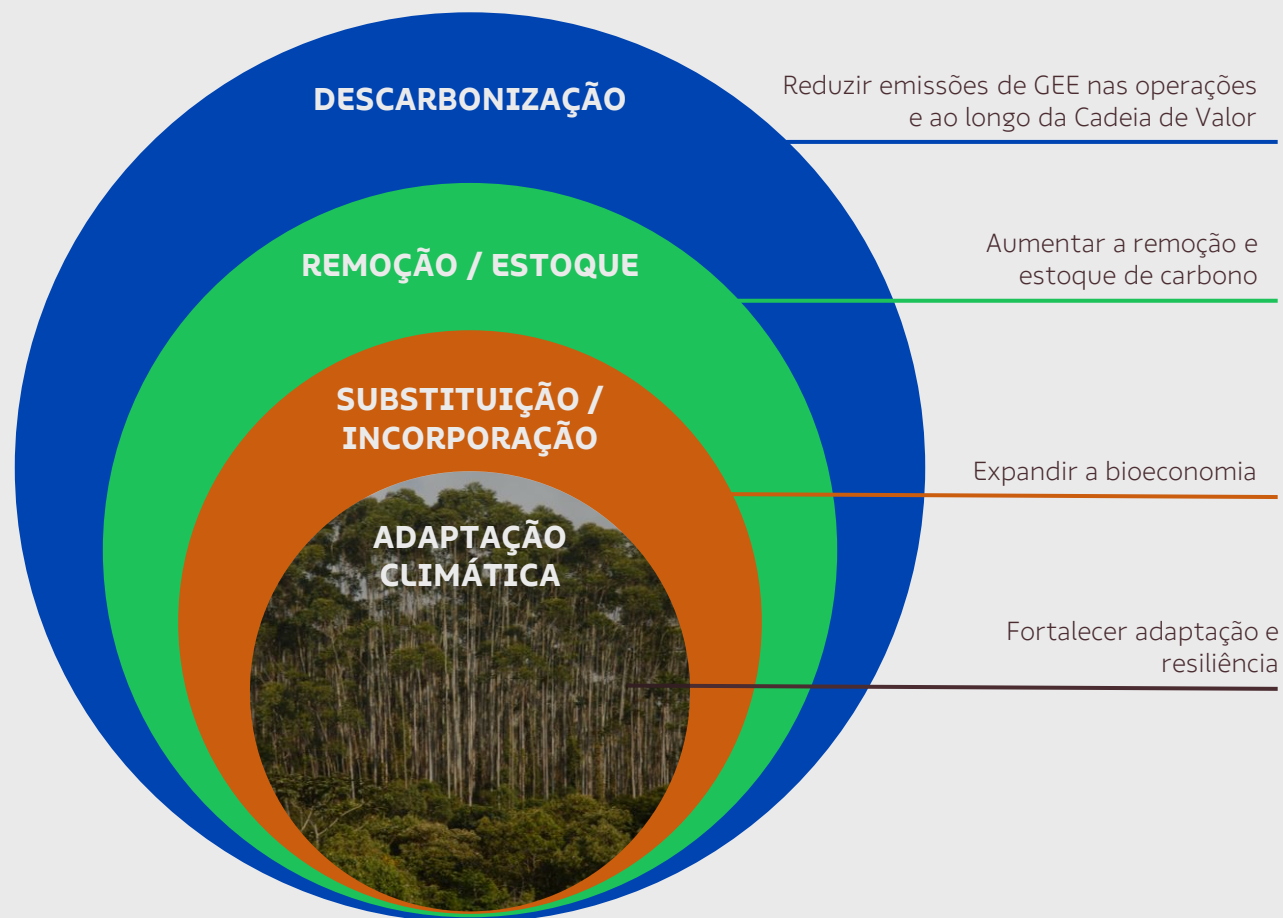 DESCARBONIZAÇÃO
Reduzir emissões de GEE nas operações
e ao longo da Cadeia de Valor
REMOÇÃO / ESTOQUE
Aumentar a remoção e
estoque de carbono
SUBSTITUIÇÃO /
INCORPORAÇÃO
Expandir a bioeconomia
ADAPTAÇÃO
CLIMÁTICA
Fortalecer adaptação e
resiliência